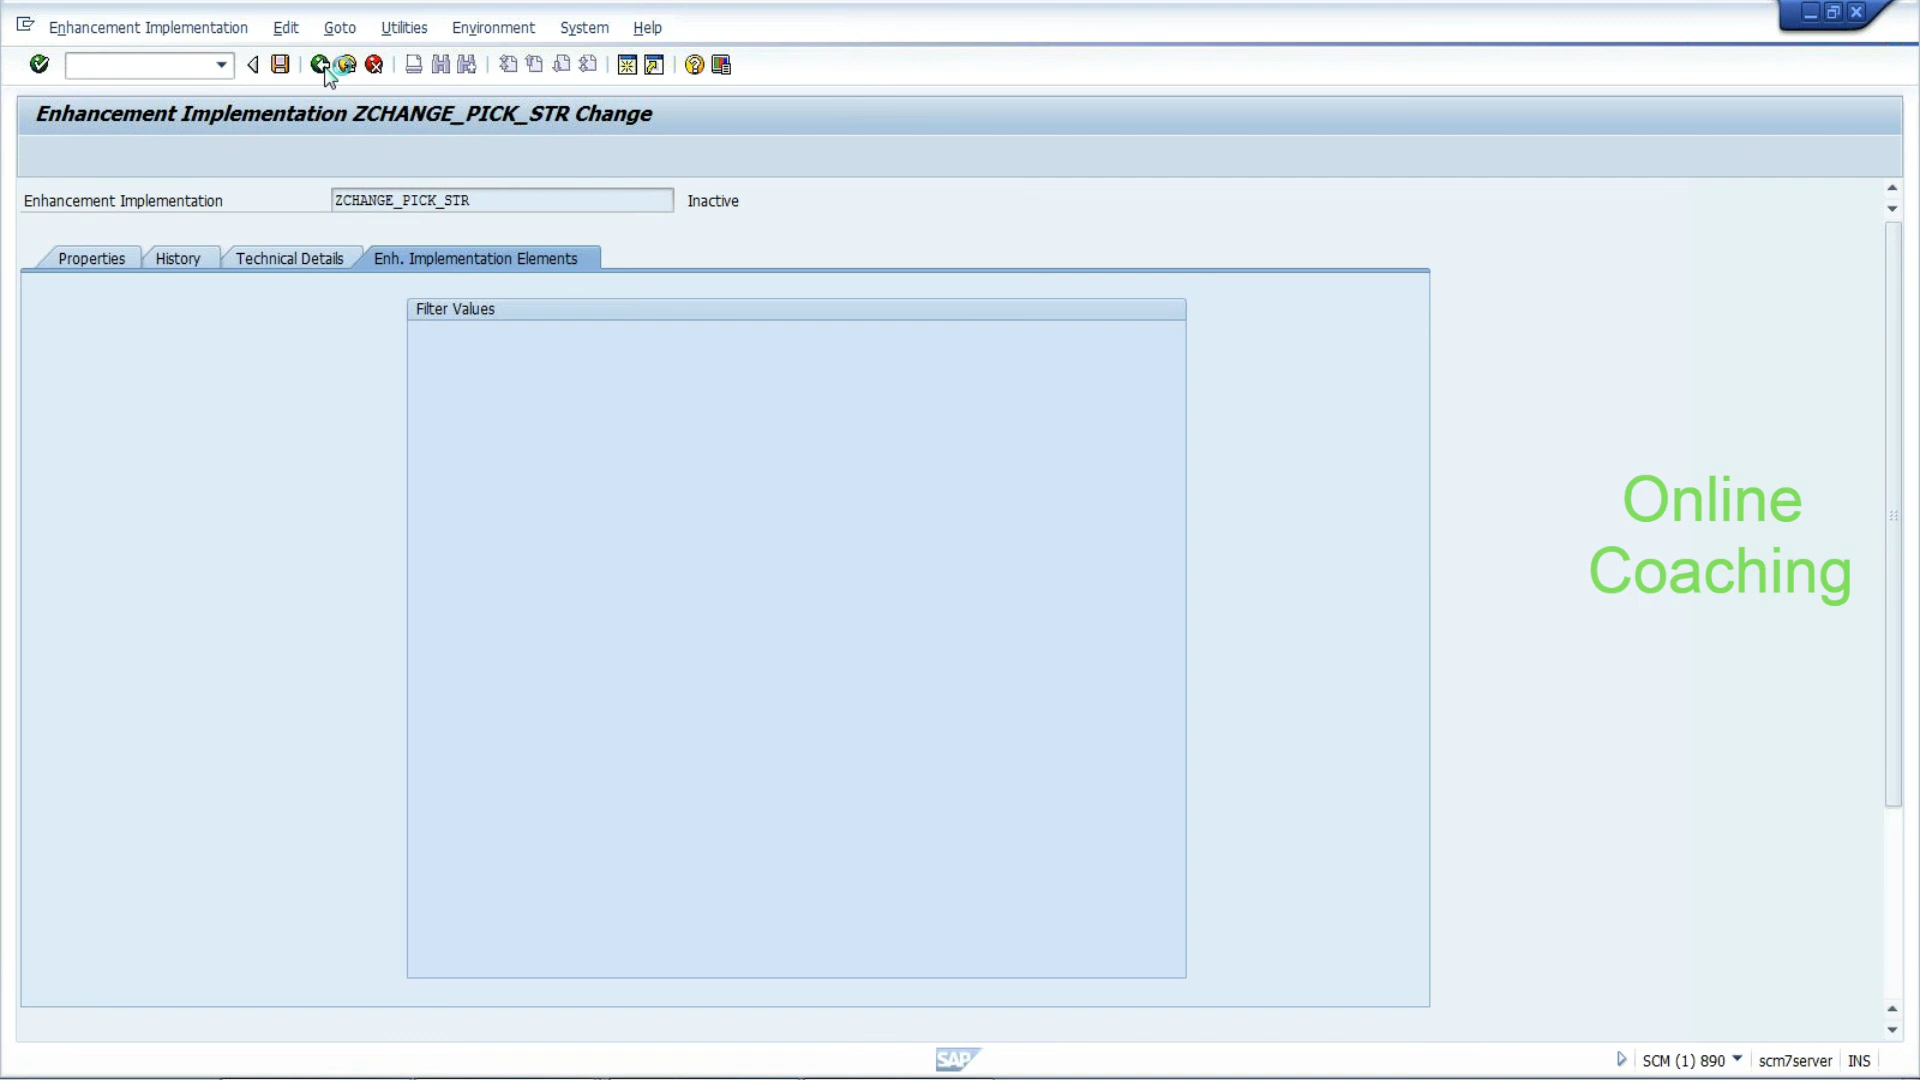 Enhancement Implementation Edit Goto Utilities Environment System Help
Enhancement Implementation ZCHANGE_PICK_STR Change
Enhancement Implementation ZCHANGE_PICK_STR Inactive
Properties History Technical Details Enh. Implementation Elements
Filter Values
Online
Coaching
SAP SCM (1) 890 scm7server INS